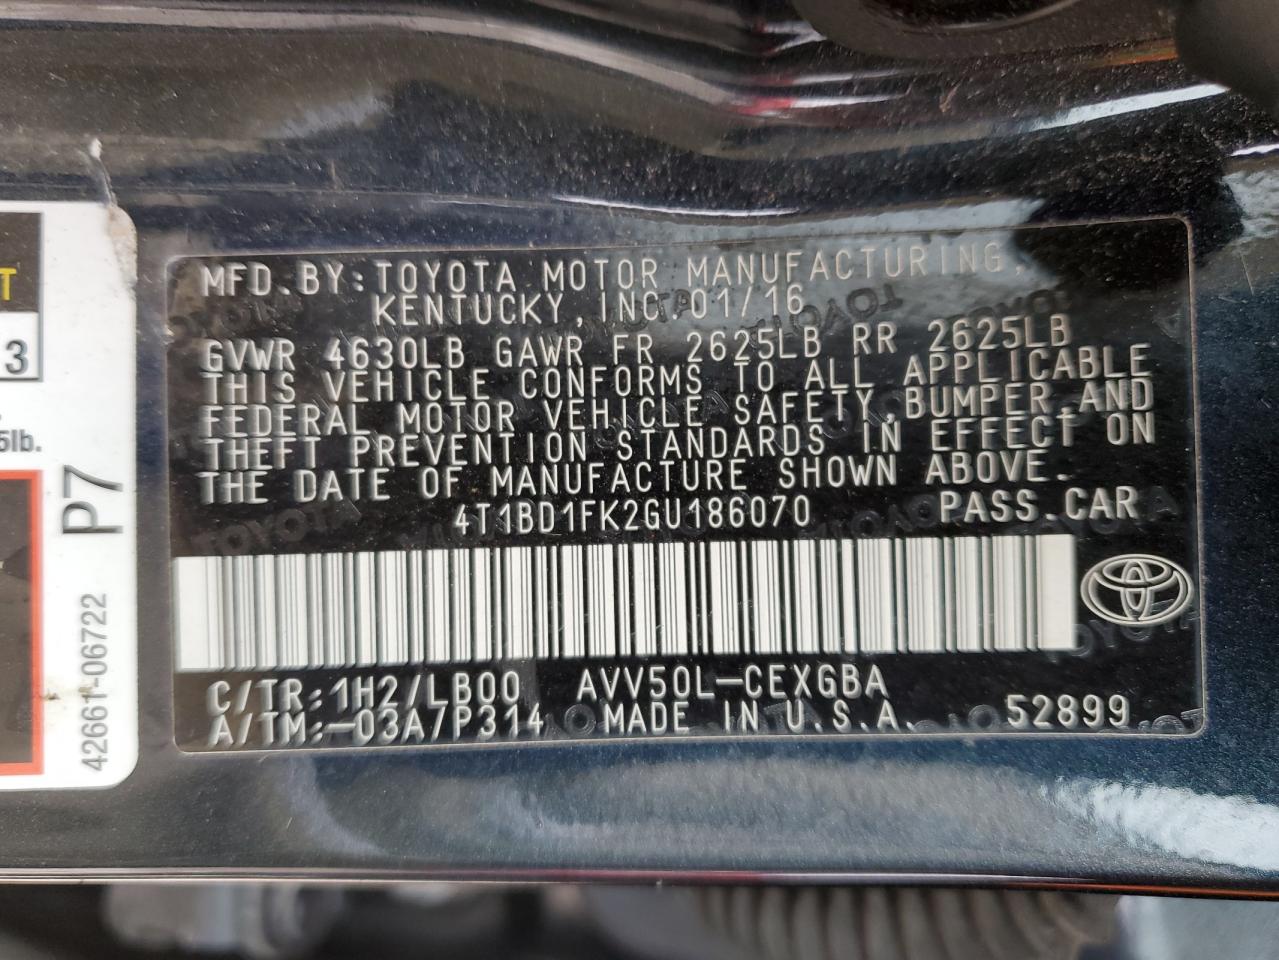 MFD.BY:TOYOTA MOTOR MANUFACTURING,
KENTUCKY, INC. 01/16
GVWR 4630LB GAWR FR 2625LB RR 2625LB
THIS VEHICLE CONFORMS TO ALL APPLICABLE
FEDERAL MOTOR VEHICLE SAFETY, BUMPER, AND
THEFT PREVENTION STANDARDS IN EFFECT ON
THE DATE OF MANUFACTURE SHOWN ABOVE.
4T1BD1FK2GU186070 PASS.CAR
C/TR:1H2/LB00 AVV50L-CEXGBA
A/TM:-03A7P314 MADE IN U.S.A. 52899
T
3
5lb.
P7
42661-06722